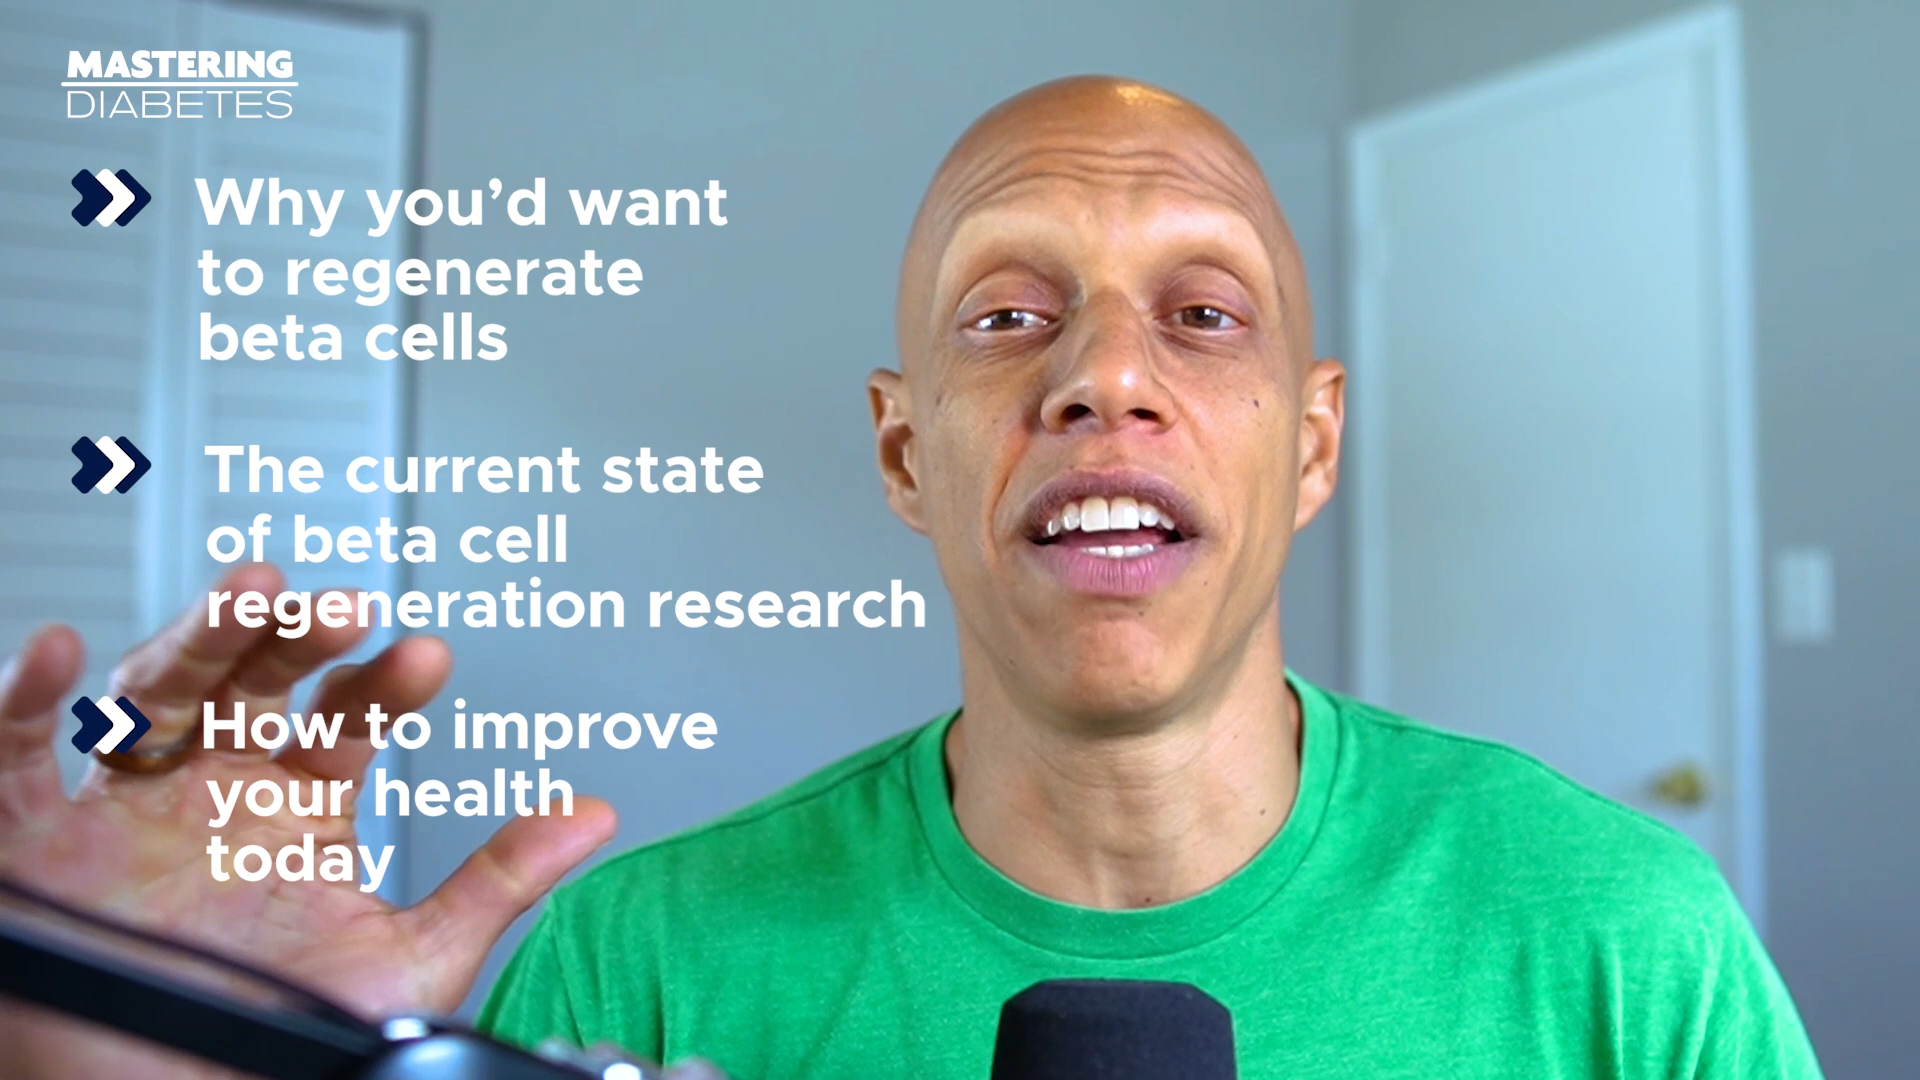 MASTERING
DIABETES
Why you’d want
to regenerate
beta cells
The current state
of beta cell
regeneration research
How to improve
your health
today